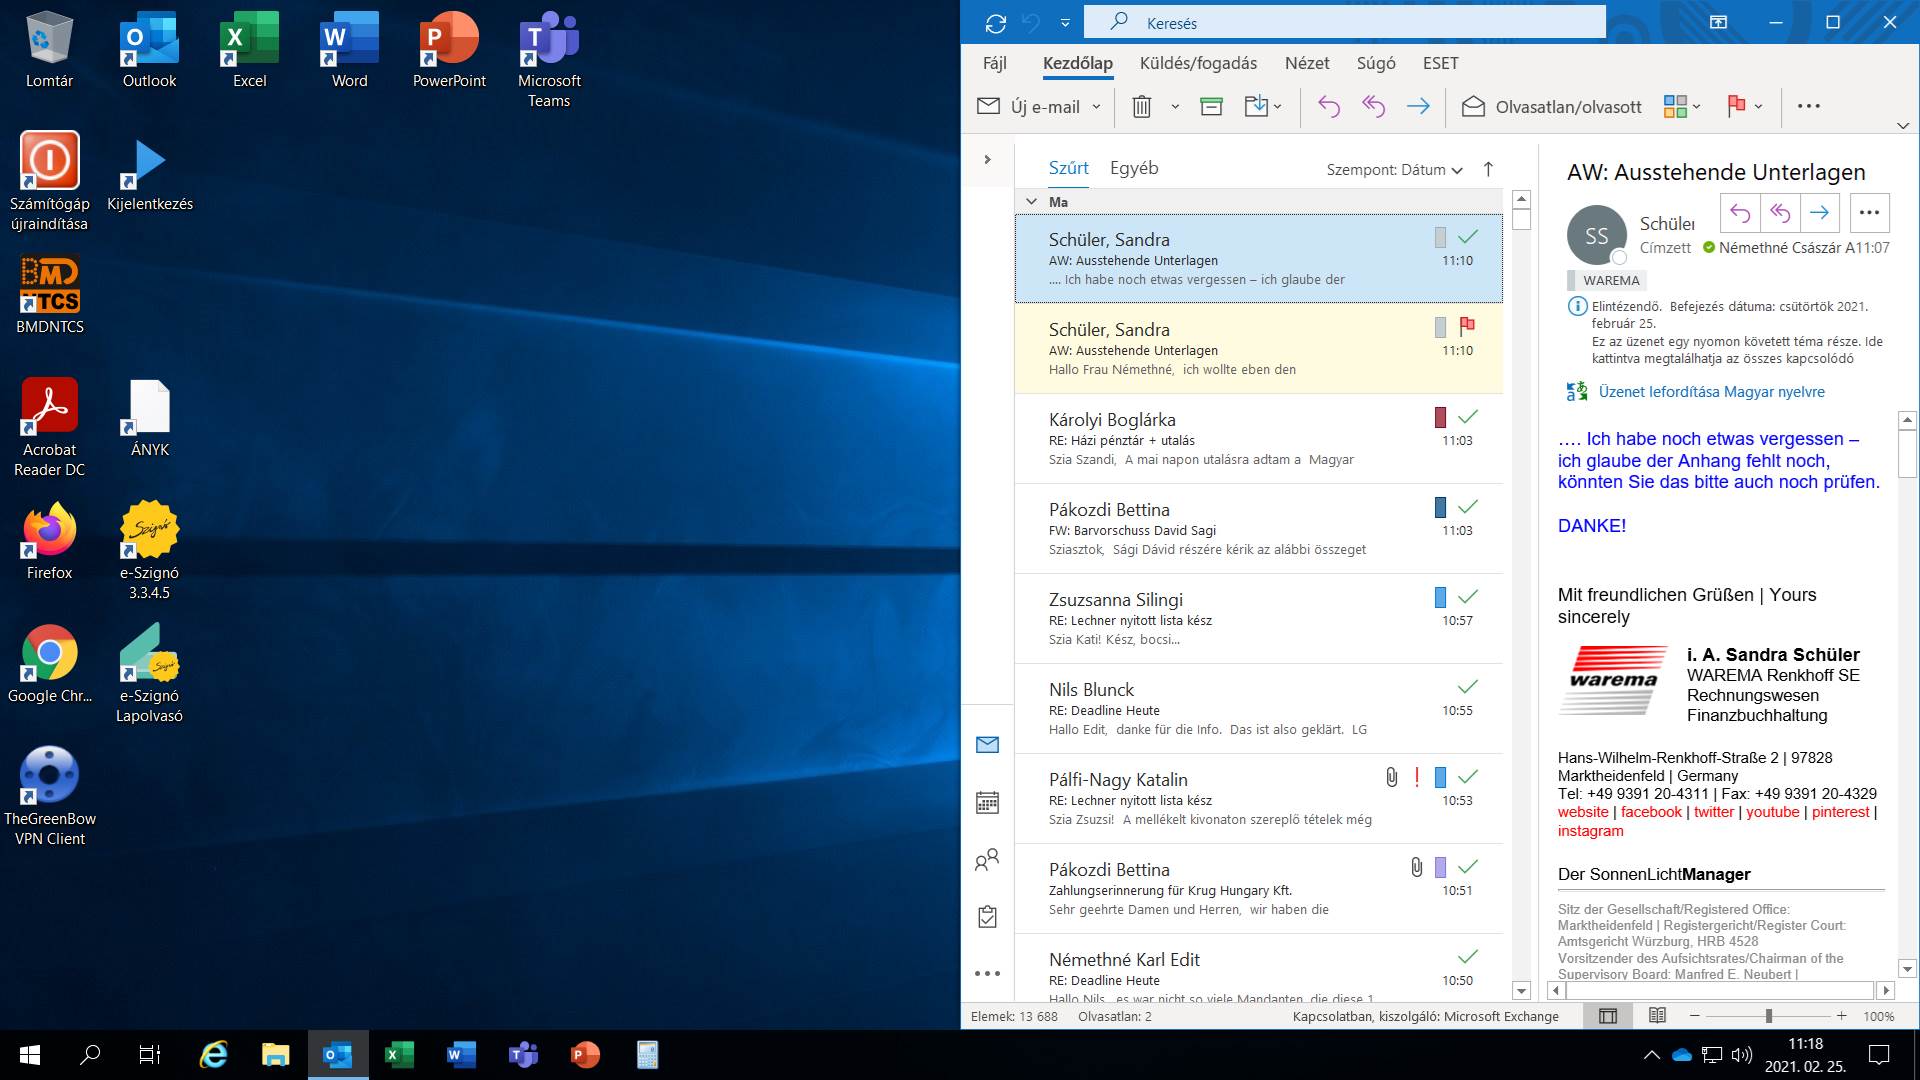 Lomtár
Outlook
Excel
Word
PowerPoint
Microsoft
Teams
Számítógép
újraindítása
Kijelentkezés
BMD
NTCS
BMDNTCS
Acrobat
Reader DC
ÁNYK
Firefox
e-Szignó
3.3.4.5
Google Chr...
e-Szignó
Lapolvasó
TheGreenBow
VPN Client
Keresés
Fájl
Kezdőlap
Küldés/fogadás
Nézet
Súgó
ESET
Új e-mail
Olvasatlan/olvasott
Szűrt
Egyéb
Szempont: Dátum
Ma
Schüler, Sandra
AW: Ausstehende Unterlagen 11:10
.... Ich habe noch etwas vergessen – ich glaube der
Schüler, Sandra
AW: Ausstehende Unterlagen 11:10
Hallo Frau Némethné, ich wollte eben den
Károlyi Boglárka
RE: Házi pénztár + utalás 11:03
Szia Szandi, A mai napon utalásra adtam a Magyar
Pákozdi Bettina
FW: Barvorschuss David Sagi 11:03
Sziasztok, Sági Dávid részére kérik az alábbi összeget
Zsuzsanna Silingi
RE: Lechner nyitott lista kész 10:57
Szia Kati! Kész, bocsi...
Nils Blunck
RE: Deadline Heute 10:55
Hallo Edit, danke für die Info. Das ist also geklärt. LG
Pálfi-Nagy Katalin
RE: Lechner nyitott lista kész 10:53
Szia Zsuzsi! A mellékelt kivonaton szereplő tételek még
Pákozdi Bettina
Zahlungserinnerung für Krug Hungary Kft. 10:51
Sehr geehrte Damen und Herren, wir haben die
Némethné Karl Edit
RE: Deadline Heute 10:50
Hallo Nils, es war nicht so viele Mandanten, die diese 1
AW: Ausstehende Unterlagen
SS
Schüler
Címzett Némethné Császár A 11:07
WAREMA
Elintézendő. Befejezés dátuma: csütörtök 2021.
február 25.
Ez az üzenet egy nyomon követett téma része. Ide
kattintva megtalálhatja az összes kapcsolódó
Üzenet lefordítása Magyar nyelvre
.... Ich habe noch etwas vergessen –
ich glaube der Anhang fehlt noch,
könnten Sie das bitte auch noch prüfen.
DANKE!
Mit freundlichen Grüßen | Yours
sincerely
warema
i. A. Sandra Schüler
WAREMA Renkhoff SE
Rechnungswesen
Finanzbuchhaltung
Hans-Wilhelm-Renkhoff-Straße 2 | 97828
Marktheidenfeld | Germany
Tel: +49 9391 20-4311 | Fax: +49 9391 20-4329
website | facebook | twitter | youtube | pinterest |
instagram
Der SonnenLichtManager
Sitz der Gesellschaft/Registered Office:
Marktheidenfeld | Registergericht/Register Court:
Amtsgericht Würzburg, HRB 4528
Vorsitzender des Aufsichtsrates/Chairman of the
Supervisory Board: Manfred E. Neubert |
Elemek: 13 688
Olvasatlan: 2
Kapcsolatban, kiszolgáló: Microsoft Exchange
100%
11:18
2021. 02. 25.